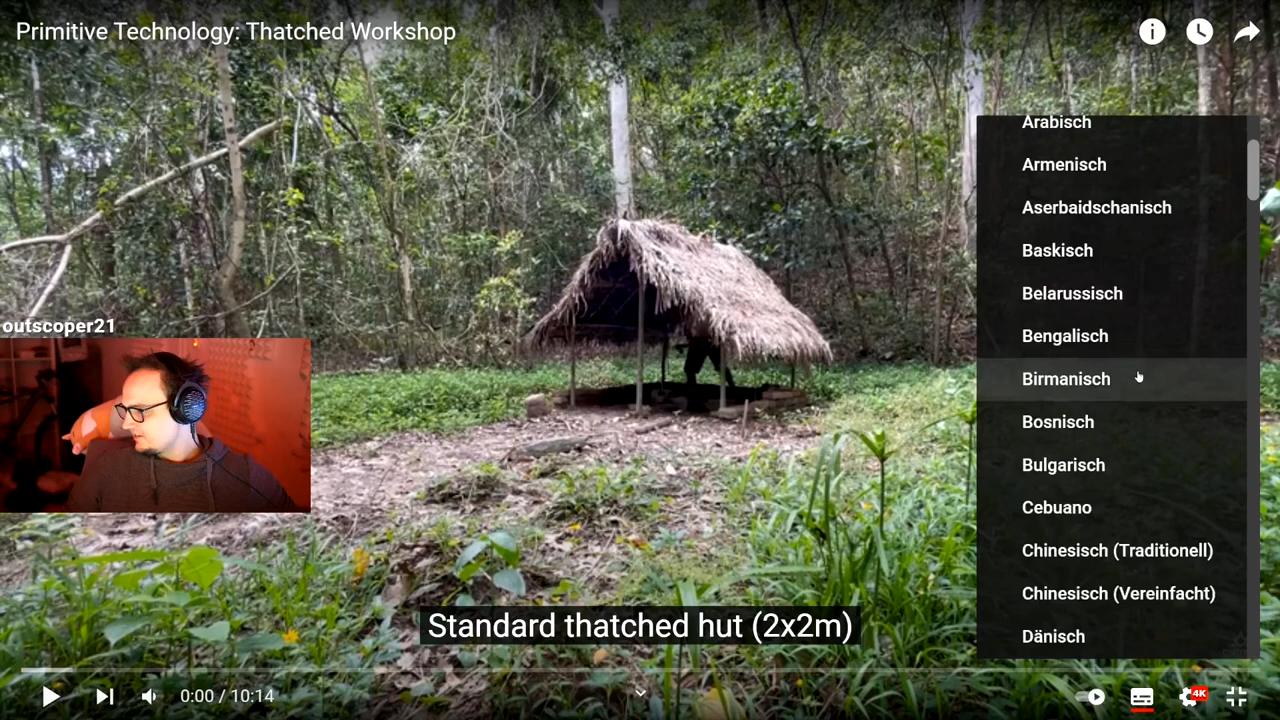 Primitive Technology: Thatched Workshop
Arabisch
Armenisch
Aserbaidschanisch
Baskisch
Belarussisch
Bengalisch
Birmanisch
Bosnisch
Bulgarisch
Cebuano
Chinesisch (Traditionell)
Chinesisch (Vereinfacht)
Dänisch
outscoper21
Standard thatched hut (2x2m)
0:00 / 10:14
4K